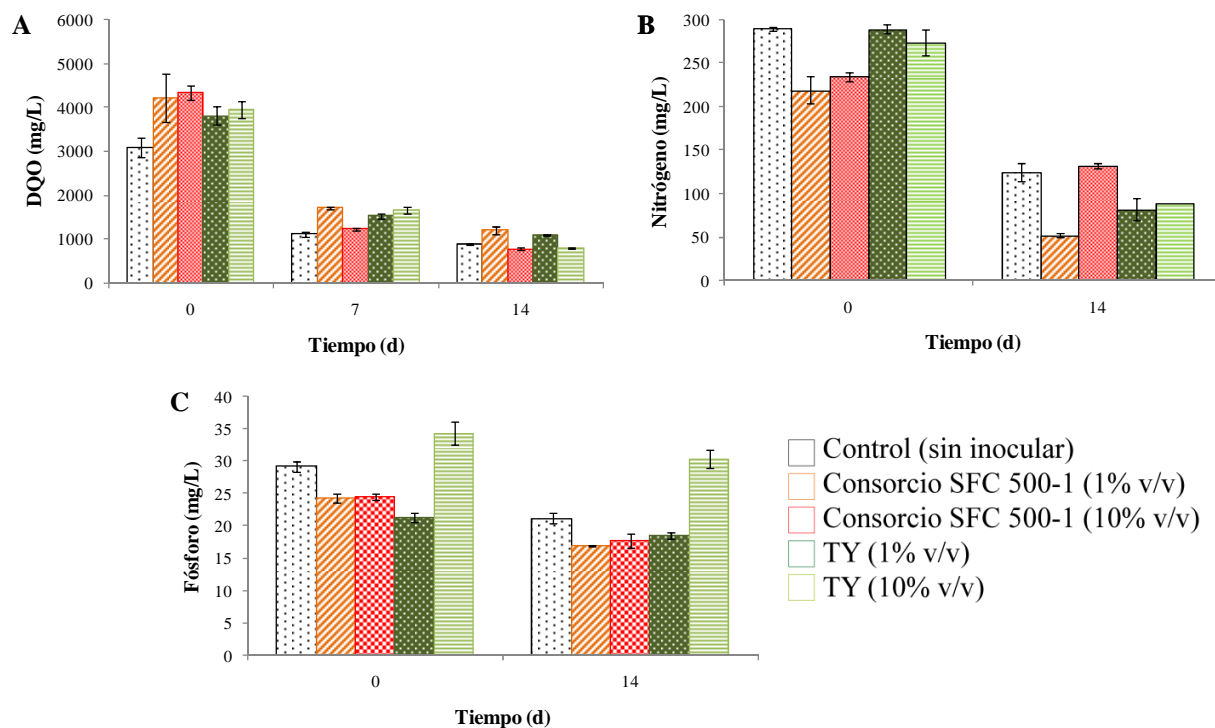 A
DQO (mg/L)
6000
5000
4000
3000
2000
1000
0
0
7
14
Tiempo (d)
B
Nitrógeno (mg/L)
300
250
200
150
100
50
0
0
14
Tiempo (d)
C
Fósforo (mg/L)
40
35
30
25
20
15
10
5
0
0
14
Tiempo (d)
Control (sin inocular)
Consorcio SFC 500-1 (1% v/v)
Consorcio SFC 500-1 (10% v/v)
TY (1% v/v)
TY (10% v/v)